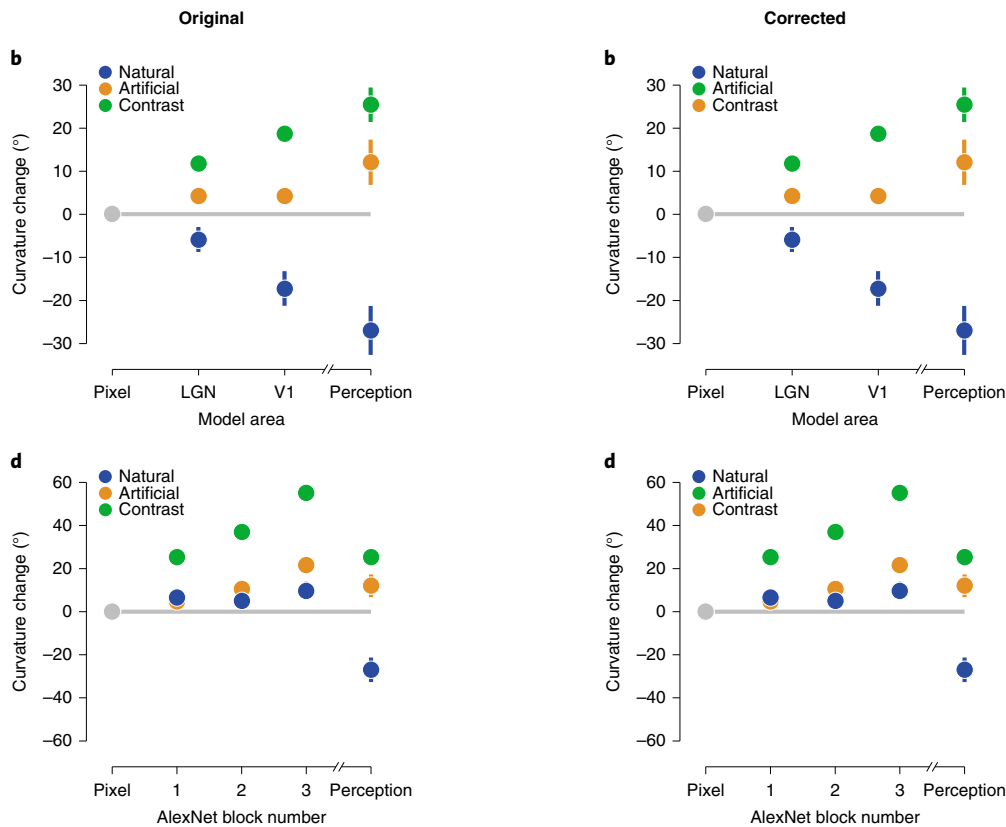 Original
Corrected
b
Natural
Artificial
Contrast
30
20
10
0
–10
–20
–30
Curvature change (°)
Pixel
LGN
V1
Perception
Model area
b
Natural
Artificial
Contrast
30
20
10
0
–10
–20
–30
Curvature change (°)
Pixel
LGN
V1
Perception
Model area
d
Natural
Artificial
Contrast
60
40
20
0
–20
–40
–60
Curvature change (°)
Pixel
1
2
3
Perception
AlexNet block number
d
Natural
Artificial
Contrast
60
40
20
0
–20
–40
–60
Curvature change (°)
Pixel
1
2
3
Perception
AlexNet block number